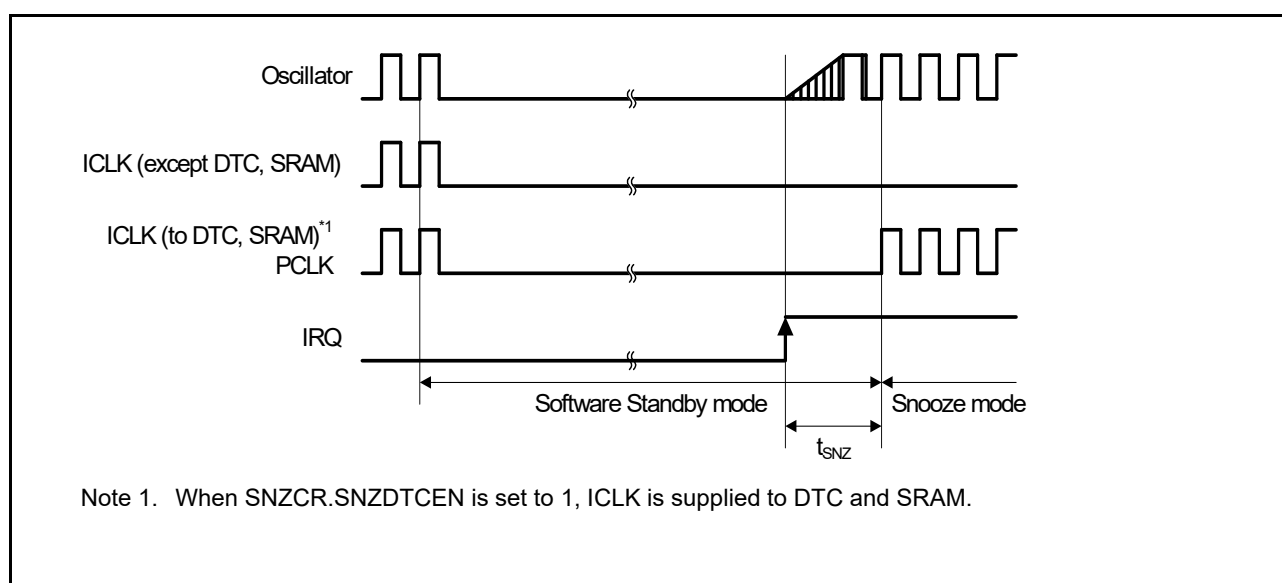 Oscillator
ICLK (except DTC, SRAM)
ICLK (to DTC, SRAM)*1
PCLK
IRQ
Software Standby mode
Snooze mode
tSNZ
Note 1. When SNZCR.SNZDTCEN is set to 1, ICLK is supplied to DTC and SRAM.